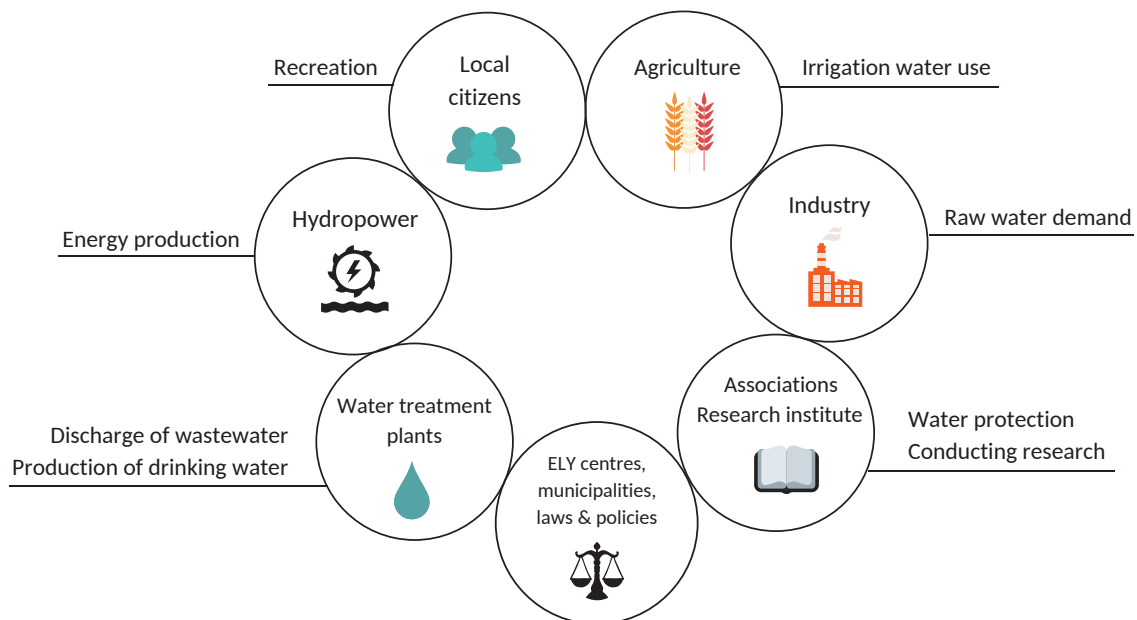 Recreation
Local
citizens
Agriculture
Irrigation water use
Hydropower
Energy production
Industry
Raw water demand
Water treatment
plants
Discharge of wastewater
Production of drinking water
ELY centres,
municipalities,
laws & policies
Associations
Research institute
Water protection
Conducting research